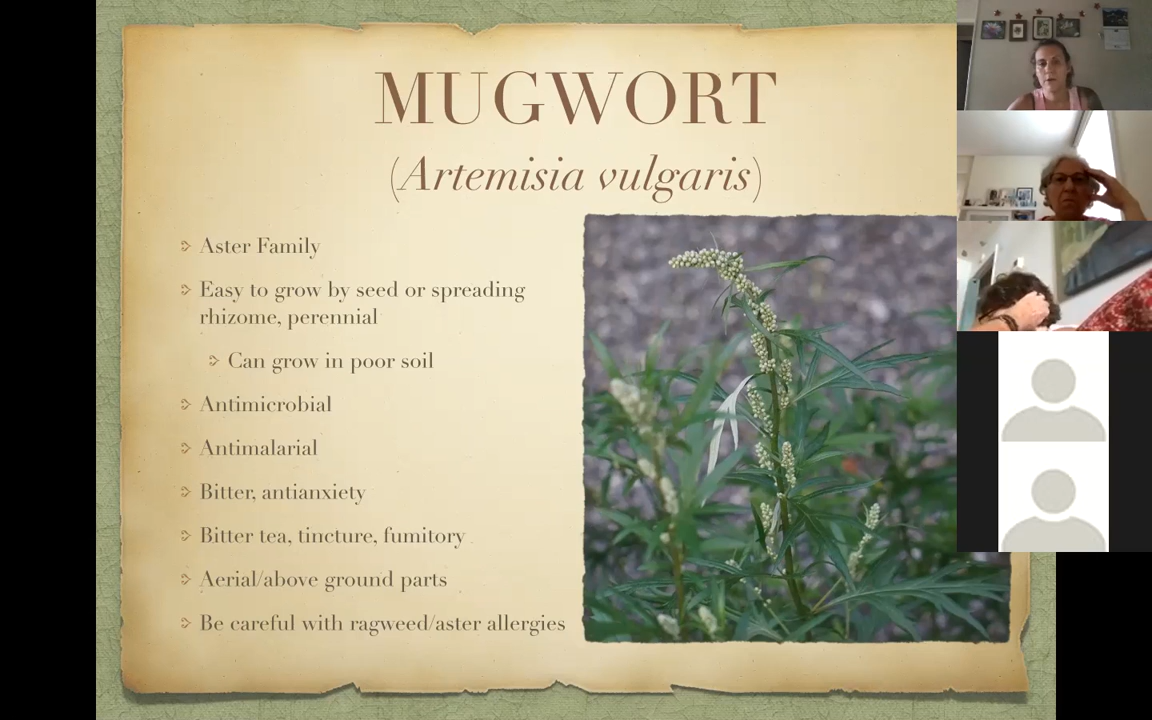 MUGWORT
(Artemisia vulgaris)
Aster Family
Easy to grow by seed or spreading
rhizome, perennial
Can grow in poor soil
Antimicrobial
Antimalarial
Bitter, antianxiety
Bitter tea, tincture, fumitory
Aerial/above ground parts
Be careful with ragweed/aster allergies